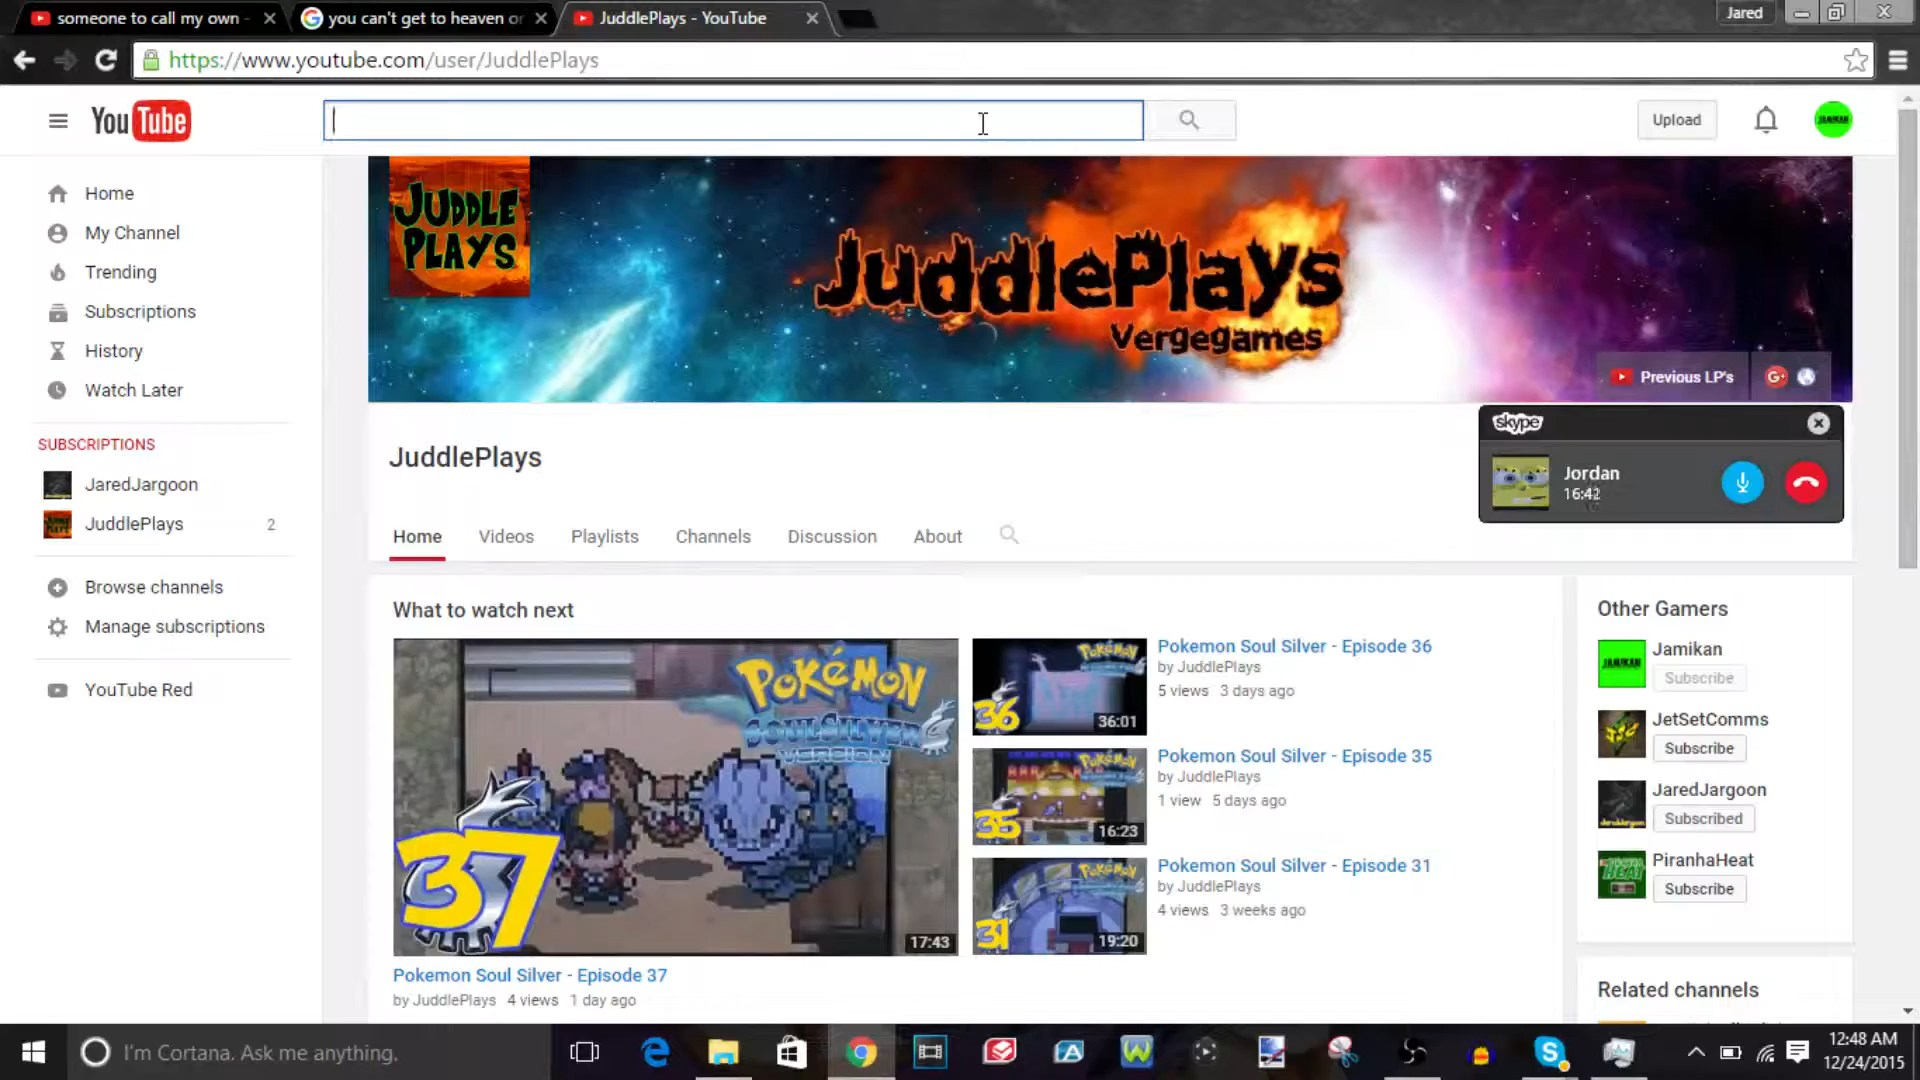 someone to call my own -
you can't get to heaven or
JuddlePlays - YouTube
Jared
https://www.youtube.com/user/JuddlePlays
YouTube
Upload
JAMIKAN
Home
My Channel
Trending
Subscriptions
History
Watch Later
SUBSCRIPTIONS
JaredJargoon
JuddlePlays 2
Browse channels
Manage subscriptions
YouTube Red
JUDDLE
PLAYS
JuddlePlays
Vergegames
Previous LP's
JuddlePlays
skype
Jordan
16:42
Home Videos Playlists Channels Discussion About
What to watch next
POKéMON
SOULSILVER
VERSION
37
17:43
Pokemon Soul Silver - Episode 37
by JuddlePlays 4 views 1 day ago
36
36:01
Pokemon Soul Silver - Episode 36
by JuddlePlays
5 views 3 days ago
35
16:23
Pokemon Soul Silver - Episode 35
by JuddlePlays
1 view 5 days ago
31
19:20
Pokemon Soul Silver - Episode 31
by JuddlePlays
4 views 3 weeks ago
Other Gamers
JAMIKAN
Jamikan
Subscribe
JetSetComms
Subscribe
JaredJargoon
Subscribed
PiranhaHeat
Subscribe
Related channels
I'm Cortana. Ask me anything.
12:48 AM
12/24/2015